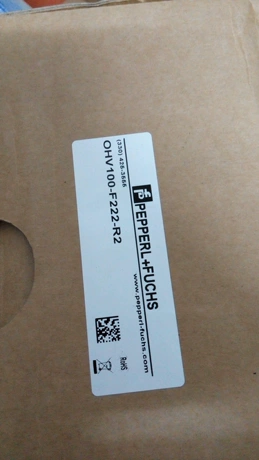 PEPPERL+FUCHS
www.pepperl-fuchs.com
(330) 425-3555
OHV100-F222-R2
RoHS